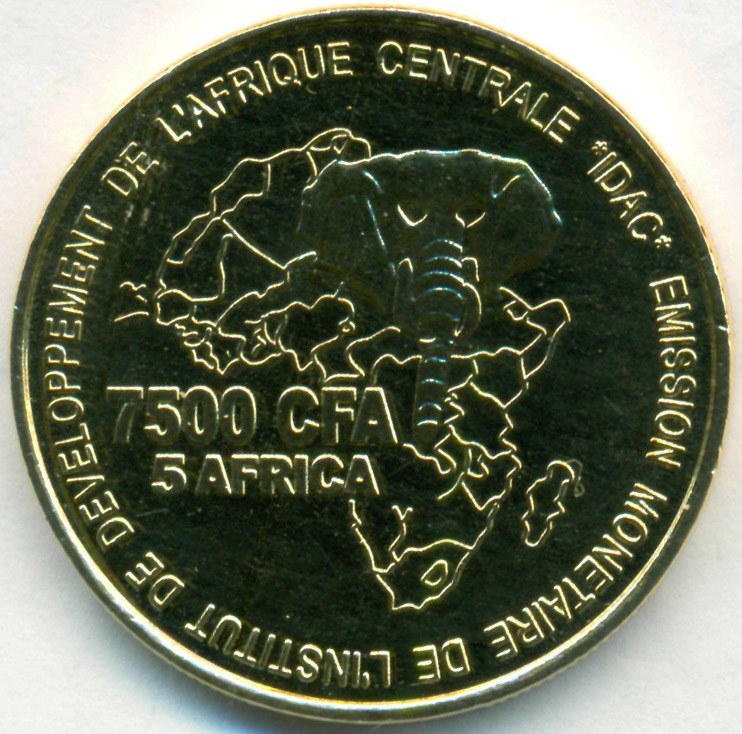 EMISSION MONETAIRE DE L'INSTITUT DE DEVELOPPEMENT DE L'AFRIQUE CENTRALE *IDAC*
7500 CFA
5 AFRICA